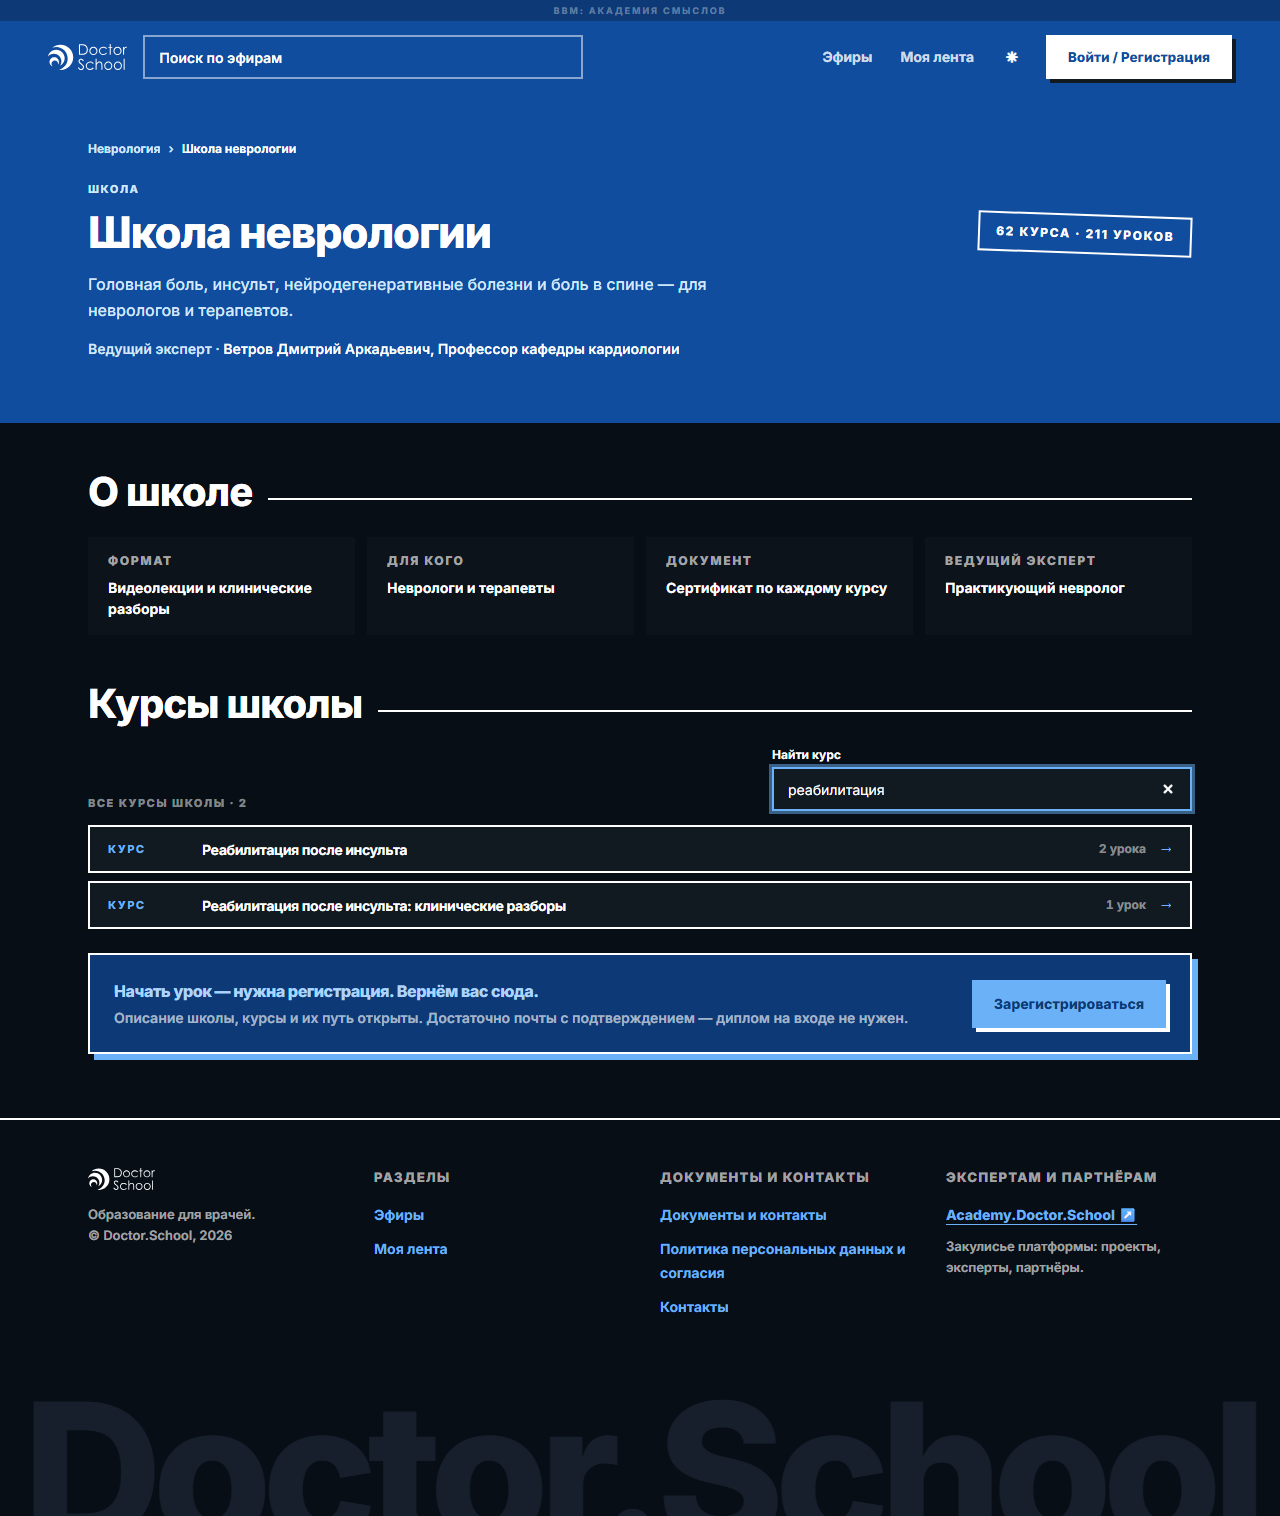 ВВМ: АКАДЕМИЯ СМЫСЛОВ
Doctor School
Поиск по эфирам
Эфиры
Моя лента
Войти / Регистрация
Неврология › Школа неврологии
ШКОЛА
Школа неврологии
62 КУРСА · 211 УРОКОВ
Головная боль, инсульт, нейродегенеративные болезни и боль в спине — для
неврологов и терапевтов.
Ведущий эксперт · Ветров Дмитрий Аркадьевич, Профессор кафедры кардиологии
О школе
ФОРМАТ
Видеолекции и клинические
разборы
ДЛЯ КОГО
Неврологи и терапевты
ДОКУМЕНТ
Сертификат по каждому курсу
ВЕДУЩИЙ ЭКСПЕРТ
Практикующий невролог
Курсы школы
Найти курс
реабилитация ×
ВСЕ КУРСЫ ШКОЛЫ · 2
КУРС Реабилитация после инсульта 2 урока →
КУРС Реабилитация после инсульта: клинические разборы 1 урок →
Начать урок — нужна регистрация. Вернём вас сюда.
Описание школы, курсы и их путь открыты. Достаточно почты с подтверждением — диплом на входе не нужен.
Зарегистрироваться
Doctor School
Образование для врачей.
© Doctor.School, 2026
РАЗДЕЛЫ
Эфиры
Моя лента
ДОКУМЕНТЫ И КОНТАКТЫ
Документы и контакты
Политика персональных данных и
согласия
Контакты
ЭКСПЕРТАМ И ПАРТНЁРАМ
Academy.Doctor.School ↗
Закулисье платформы: проекты,
эксперты, партнёры.
Doctor.School